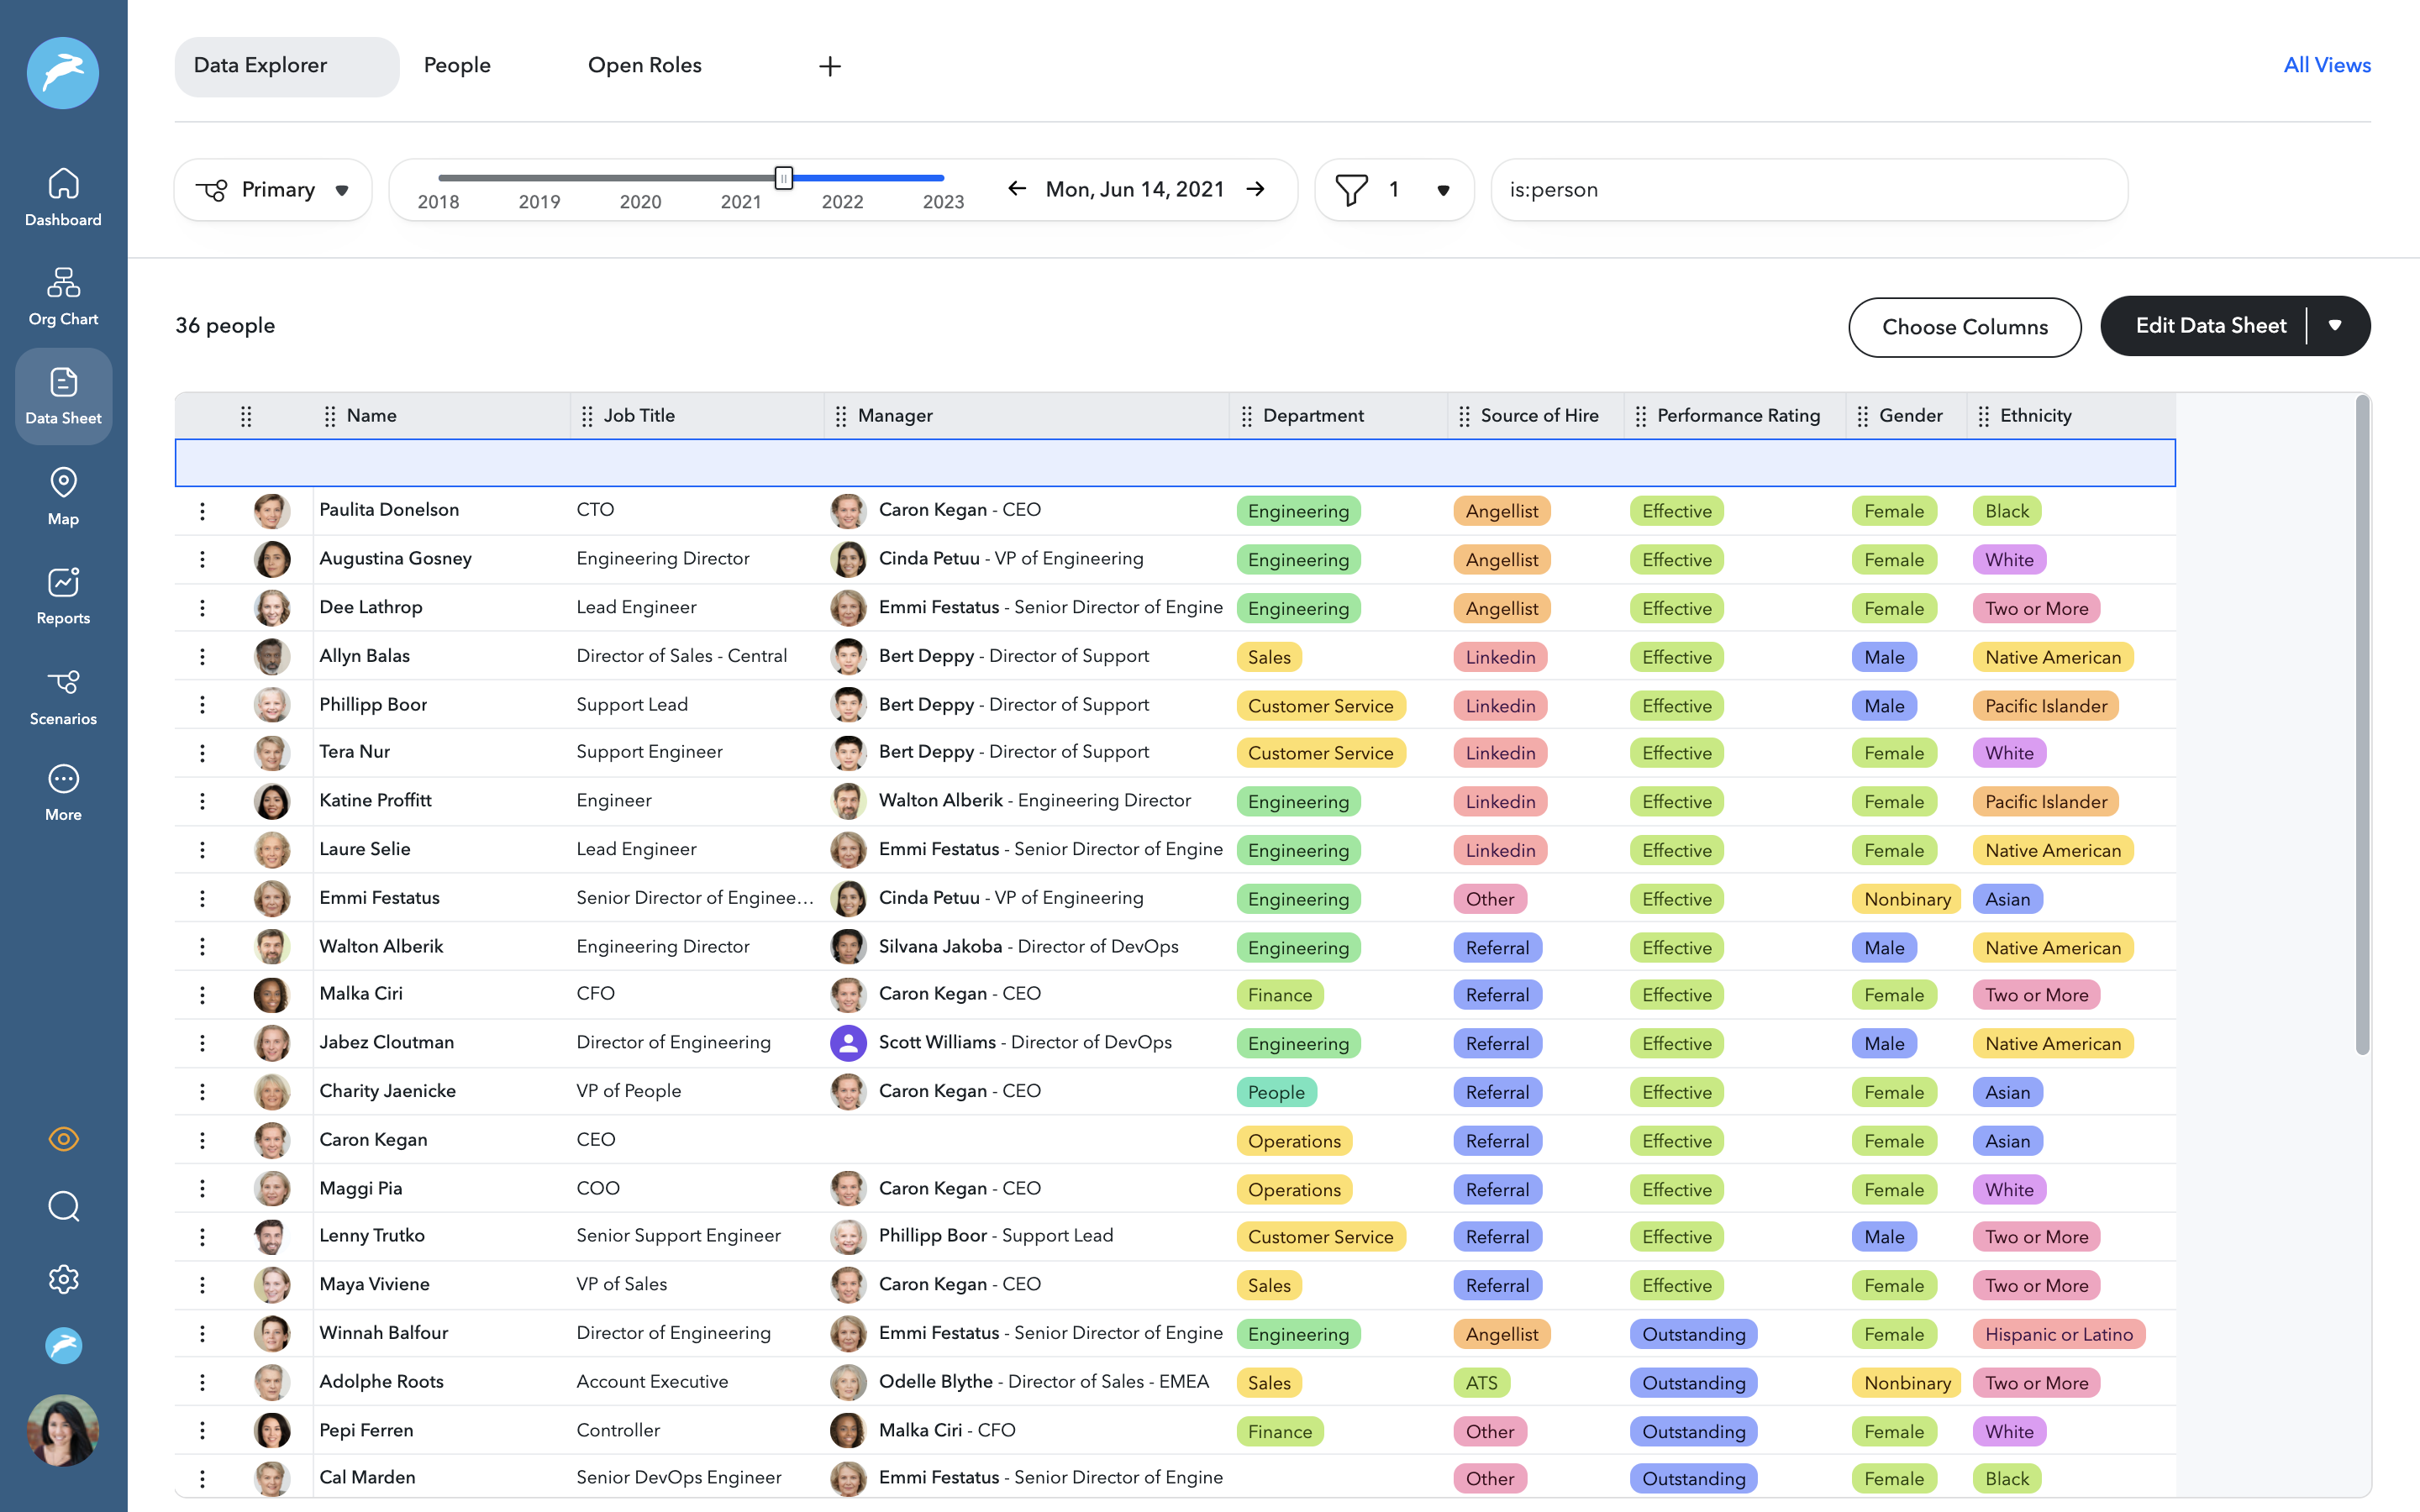 Data Explorer People Open Roles + All Views
Primary 2018 2019 2020 2021 2022 2023 Mon, Jun 14, 2021 1 is:person
Dashboard
Org Chart
Data Sheet
Map
Reports
Scenarios
More
36 people Choose Columns Edit Data Sheet
Name Job Title Manager Department Source of Hire Performance Rating Gender Ethnicity
Paulita Donelson CTO Caron Kegan - CEO Engineering Angellist Effective Female Black
Augustina Gosney Engineering Director Cinda Petuu - VP of Engineering Engineering Angellist Effective Female White
Dee Lathrop Lead Engineer Emmi Festatus - Senior Director of Engine Engineering Angellist Effective Female Two or More
Allyn Balas Director of Sales - Central Bert Deppy - Director of Support Sales Linkedin Effective Male Native American
Phillipp Boor Support Lead Bert Deppy - Director of Support Customer Service Linkedin Effective Male Pacific Islander
Tera Nur Support Engineer Bert Deppy - Director of Support Customer Service Linkedin Effective Female White
Katine Proffitt Engineer Walton Alberik - Engineering Director Engineering Linkedin Effective Female Pacific Islander
Laure Selie Lead Engineer Emmi Festatus - Senior Director of Engine Engineering Linkedin Effective Female Native American
Emmi Festatus Senior Director of Enginee... Cinda Petuu - VP of Engineering Engineering Other Effective Nonbinary Asian
Walton Alberik Engineering Director Silvana Jakoba - Director of DevOps Engineering Referral Effective Male Native American
Malka Ciri CFO Caron Kegan - CEO Finance Referral Effective Female Two or More
Jabez Cloutman Director of Engineering Scott Williams - Director of DevOps Engineering Referral Effective Male Native American
Charity Jaenicke VP of People Caron Kegan - CEO People Referral Effective Female Asian
Caron Kegan CEO Operations Referral Effective Female Asian
Maggi Pia COO Caron Kegan - CEO Operations Referral Effective Female White
Lenny Trutko Senior Support Engineer Phillipp Boor - Support Lead Customer Service Referral Effective Male Two or More
Maya Viviene VP of Sales Caron Kegan - CEO Sales Referral Effective Female Two or More
Winnah Balfour Director of Engineering Emmi Festatus - Senior Director of Engine Engineering Angellist Outstanding Female Hispanic or Latino
Adolphe Roots Account Executive Odelle Blythe - Director of Sales - EMEA Sales ATS Outstanding Nonbinary Two or More
Pepi Ferren Controller Malka Ciri - CFO Finance Other Outstanding Female White
Cal Marden Senior DevOps Engineer Emmi Festatus - Senior Director of Engine Other Outstanding Female Black